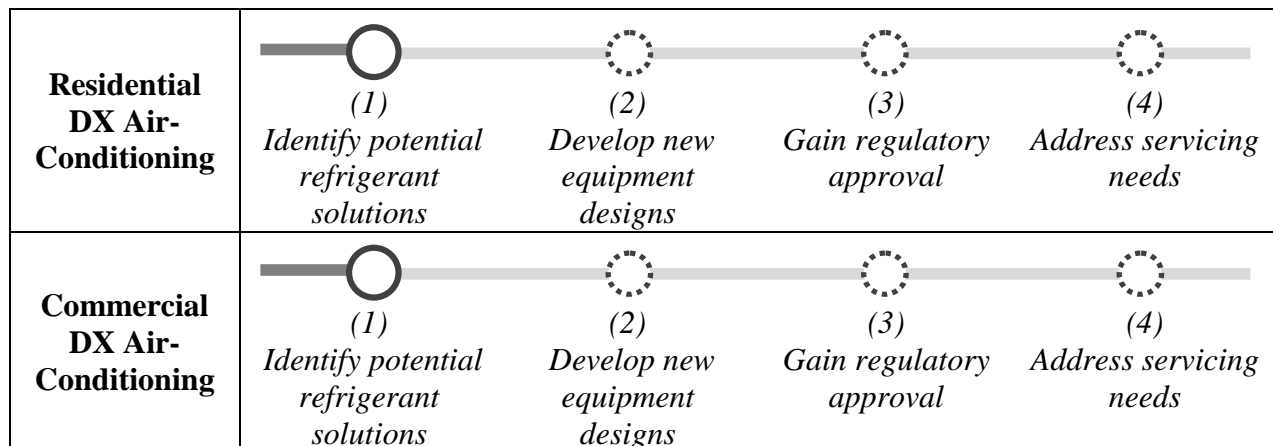 Residential
DX Air-
Conditioning
(1)
Identify potential
refrigerant
solutions
(2)
Develop new
equipment
designs
(3)
Gain regulatory
approval
(4)
Address servicing
needs
Commercial
DX Air-
Conditioning
(1)
Identify potential
refrigerant
solutions
(2)
Develop new
equipment
designs
(3)
Gain regulatory
approval
(4)
Address servicing
needs